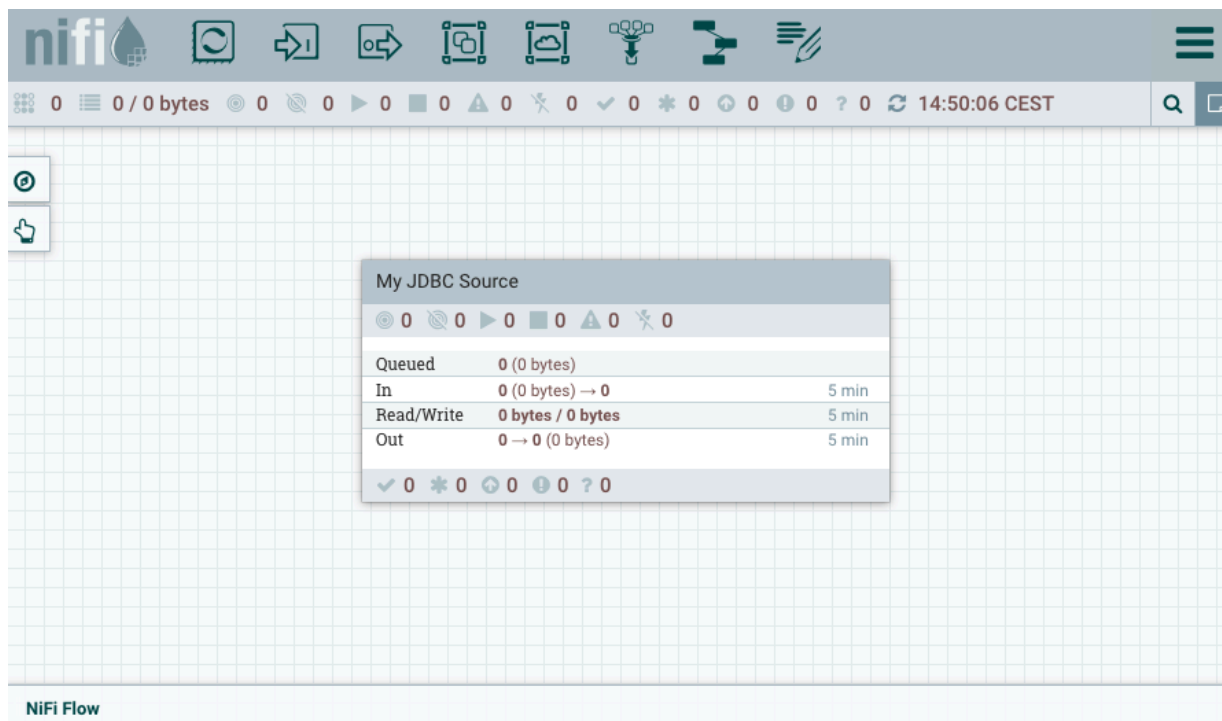 nifi
0 0 / 0 bytes 0 0 0 0 0 0 0 0 0 0 ? 0 14:50:06 CEST
My JDBC Source
0 0 0 0 0 0
Queued 0 (0 bytes)
In 0 (0 bytes) → 0 5 min
Read/Write 0 bytes / 0 bytes 5 min
Out 0 → 0 (0 bytes) 5 min
0 0 0 0 ? 0
NiFi Flow